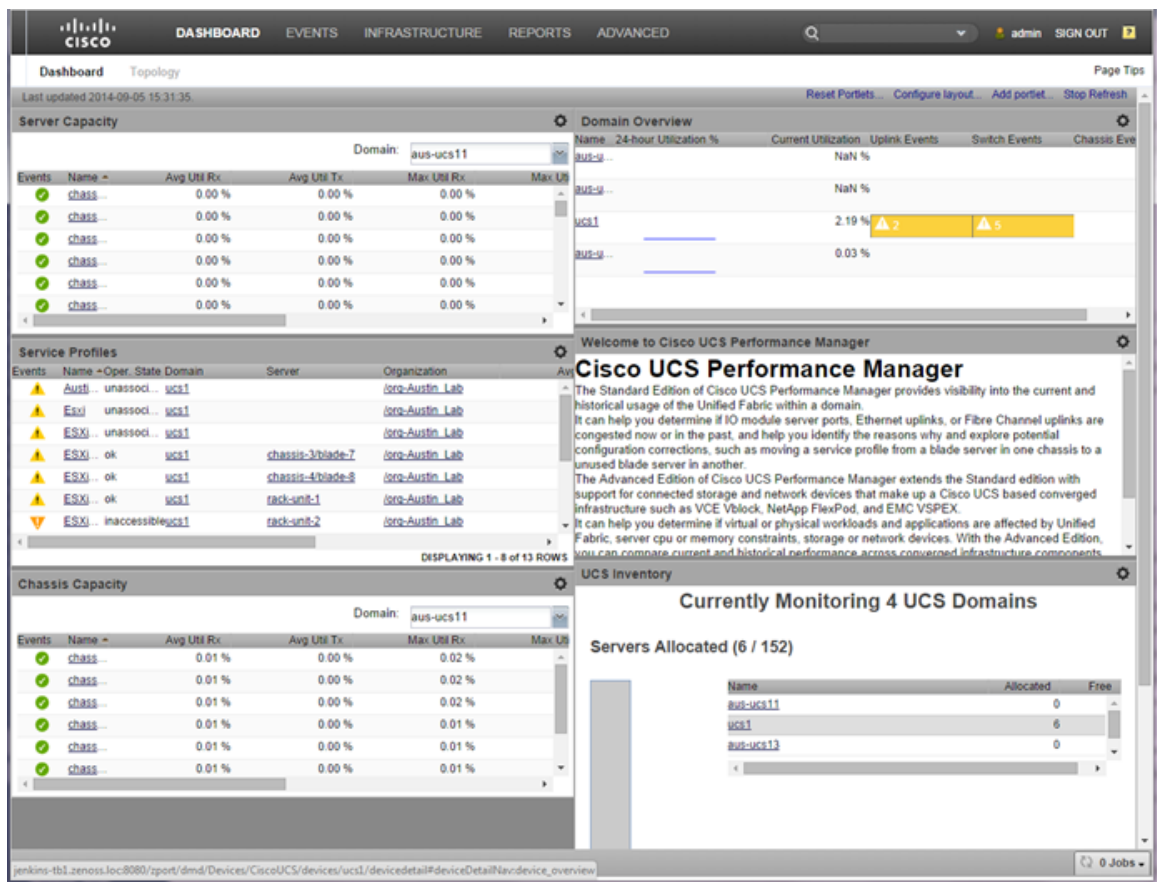 CISCO DASHBOARD EVENTS INFRASTRUCTURE REPORTS ADVANCED admin SIGN OUT ?
Dashboard Topology Page Tips
Last updated 2014-09-05 15:31:35. Reset Portlets... Configure layout... Add portlet... Stop Refresh
Server Capacity
Domain: aus-ucs11
Events Name Avg Util Rx Avg Util Tx Max Util Rx Max Uti
chass... 0.00 % 0.00 % 0.00 %
chass... 0.00 % 0.00 % 0.00 %
chass... 0.00 % 0.00 % 0.00 %
chass... 0.00 % 0.00 % 0.00 %
chass... 0.00 % 0.00 % 0.00 %
chass... 0.00 % 0.00 % 0.00 %
Service Profiles
Events Name Oper. State Domain Server Organization Avg
Austi... unassoci... ucs1 /org-Austin_Lab
Esxi unassoci... ucs1 /org-Austin_Lab
ESXi... unassoci... ucs1 /org-Austin_Lab
ESXi... ok ucs1 chassis-3/blade-7 /org-Austin_Lab
ESXi... ok ucs1 chassis-4/blade-8 /org-Austin_Lab
ESXi... ok ucs1 rack-unit-1 /org-Austin_Lab
ESXi... inaccessible ucs1 rack-unit-2 /org-Austin_Lab
DISPLAYING 1 - 8 of 13 ROWS
Chassis Capacity
Domain: aus-ucs11
Events Name Avg Util Rx Avg Util Tx Max Util Rx Max Uti
chass... 0.01 % 0.00 % 0.02 %
chass... 0.01 % 0.00 % 0.02 %
chass... 0.01 % 0.00 % 0.02 %
chass... 0.01 % 0.00 % 0.01 %
chass... 0.01 % 0.00 % 0.01 %
chass... 0.01 % 0.00 % 0.01 %
Domain Overview
Name 24-hour Utilization % Current Utilization Uplink Events Switch Events Chassis Eve
aus-u... NaN %
aus-u... NaN %
ucs1 2.19 % 2 5
aus-u... 0.03 %
Welcome to Cisco UCS Performance Manager
Cisco UCS Performance Manager
The Standard Edition of Cisco UCS Performance Manager provides visibility into the current and
historical usage of the Unified Fabric within a domain.
It can help you determine if IO module server ports, Ethernet uplinks, or Fibre Channel uplinks are
congested now or in the past, and help you identify the reasons why and explore potential
configuration corrections, such as moving a service profile from a blade server in one chassis to a
unused blade server in another.
The Advanced Edition of Cisco UCS Performance Manager extends the Standard edition with
support for connected storage and network devices that make up a Cisco UCS based converged
infrastructure such as VCE Vblock, NetApp FlexPod, and EMC VSPEX.
It can help you determine if virtual or physical workloads and applications are affected by Unified
Fabric, server cpu or memory constraints, storage or network devices. With the Advanced Edition,
you can compare current and historical performance across converged infrastructure components
UCS Inventory
Currently Monitoring 4 UCS Domains
Servers Allocated (6 / 152)
Name Allocated Free
aus-ucs11 0
ucs1 6
aus-ucs13 0
jenkins-tb1.zenoss.loc:8080/zport/dmd/Devices/CiscoUCS/devices/ucs1/devicedetail#deviceDetailNav:device_overview
0 Jobs